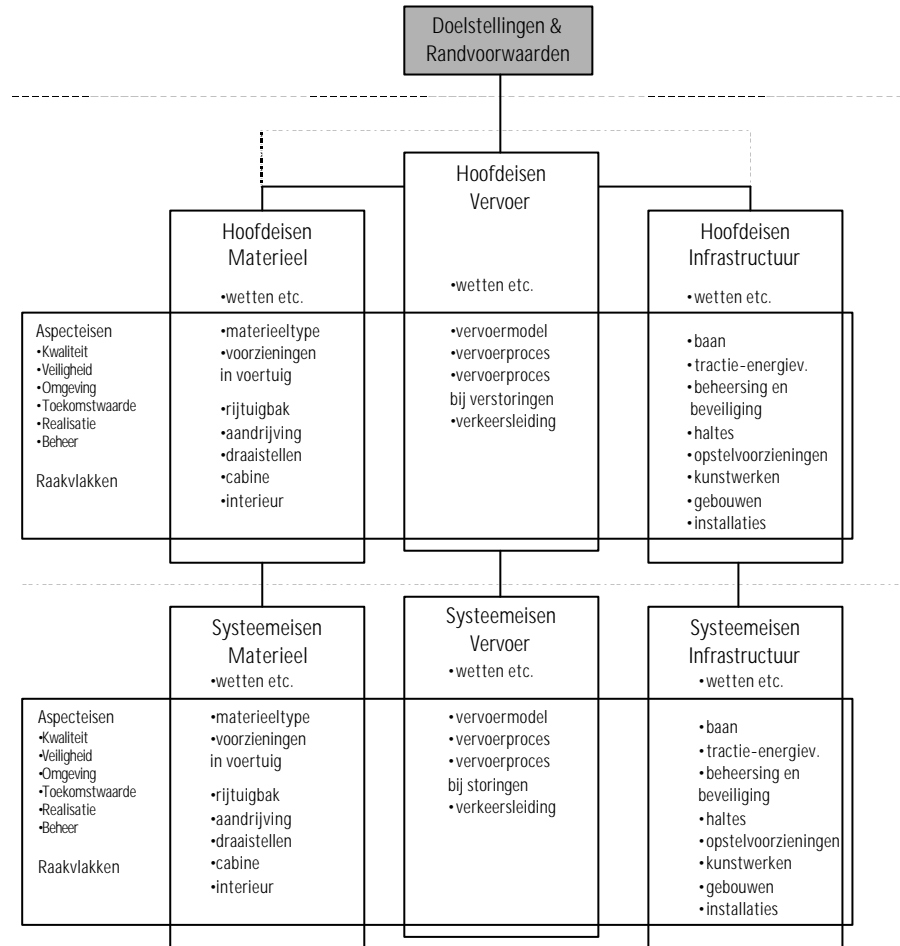 Doelstellingen &
Randvoorwaarden
Hoofdeisen
Vervoer
•wetten etc.
•vervoermodel
•vervoerproces
•vervoerproces
bij verstoringen
•verkeersleiding
Hoofdeisen
Materieel
•wetten etc.
•materieeltype
•voorzieningen
in voertuig
•rijtuigbak
•aandrijving
•draaistellen
•cabine
•interieur
Hoofdeisen
Infrastructuur
•wetten etc.
•baan
•tractie-energiev.
•beheersing en
beveiliging
•haltes
•opstelvoorzieningen
•kunstwerken
•gebouwen
•installaties
Aspecteisen
•Kwaliteit
•Veiligheid
•Omgeving
•Toekomstwaarde
•Realisatie
•Beheer
Raakvlakken
Systeemeisen
Materieel
•wetten etc.
•materieeltype
•voorzieningen
in voertuig
•rijtuigbak
•aandrijving
•draaistellen
•cabine
•interieur
Systeemeisen
Vervoer
•wetten etc.
•vervoermodel
•vervoerproces
•vervoerproces
bij storingen
•verkeersleiding
Systeemeisen
Infrastructuur
•wetten etc.
•baan
•tractie-energiev.
•beheersing en
beveiliging
•haltes
•opstelvoorzieningen
•kunstwerken
•gebouwen
•installaties
Aspecteisen
•Kwaliteit
•Veiligheid
•Omgeving
•Toekomstwaarde
•Realisatie
•Beheer
Raakvlakken